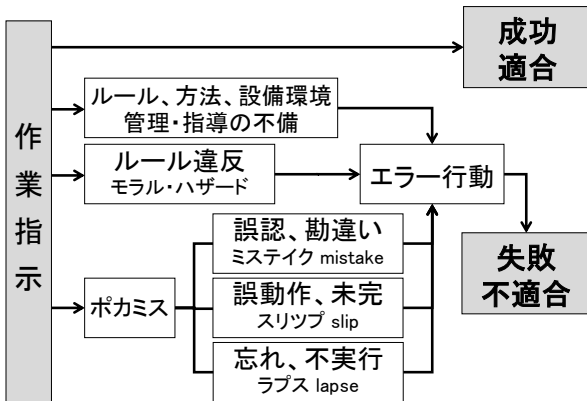 作業指示
成功
適合
ルール、方法、設備環境
管理・指導の不備
ルール違反
モラル・ハザード
エラー行動
誤認、勘違い
ミステイク mistake
失敗
不適合
ポカミス
誤動作、未完
スリツプ slip
忘れ、不実行
ラプス lapse